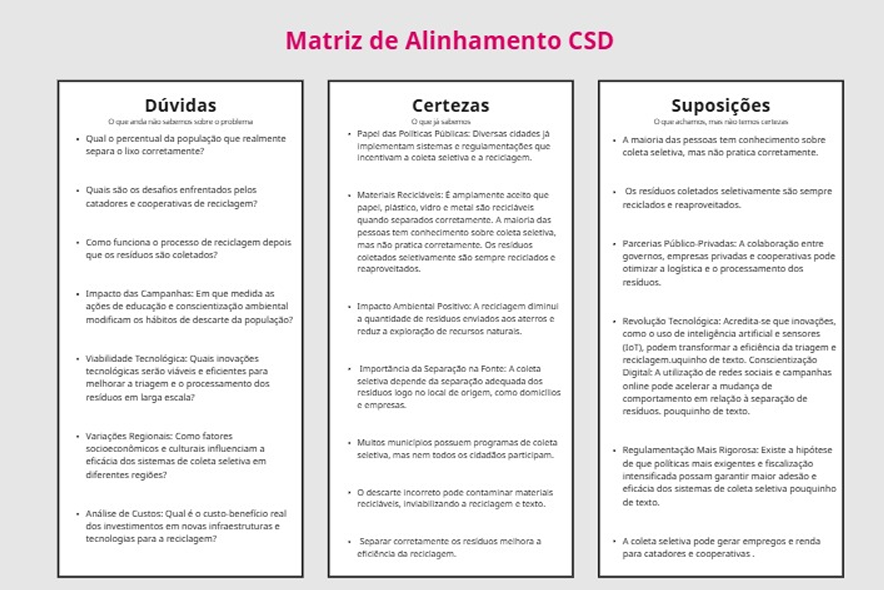 Matriz de Alinhamento CSD
Dúvidas
O que anda não sabemos sobre o problema
• Qual o percentual da população que realmente
separa o lixo corretamente?
• Quais são os desafios enfrentados pelos
catadores e cooperativas de reciclagem?
• Como funciona o processo de reciclagem depois
que os resíduos são coletados?
• Impacto das Campanhas: Em que medida as
ações de educação e conscientização ambiental
modificam os hábitos de descarte da população?
• Viabilidade Tecnológica: Quais inovações
tecnológicas serão viáveis e eficientes para
melhorar a triagem e o processamento dos
resíduos em larga escala?
• Variações Regionais: Como fatores
socioeconômicos e culturais influenciam a
eficácia dos sistemas de coleta seletiva em
diferentes regiões?
• Análise de Custos: Qual é o custo-benefício real
dos investimentos em novas infraestruturas e
tecnologias para a reciclagem?
Certezas
O que já sabemos
• Papel das Políticas Públicas: Diversas cidades já
implementam sistemas e regulamentações que
incentivam a coleta seletiva e a reciclagem.
• Materiais Recicláveis: É amplamente aceito que
papel, plástico, vidro e metal são recicláveis
quando separados corretamente. A maioria das
pessoas tem conhecimento sobre coleta seletiva,
mas não pratica corretamente. Os resíduos
coletados seletivamente são sempre reciclados e
reaproveitados.
• Impacto Ambiental Positivo: A reciclagem diminui
a quantidade de resíduos enviados aos aterros e
reduz a exploração de recursos naturais.
• Importância da Separação na Fonte: A coleta
seletiva depende da separação adequada dos
resíduos logo no local de origem, como domicílios
e empresas.
• Muitos municípios possuem programas de coleta
seletiva, mas nem todos os cidadãos participam.
• O descarte incorreto pode contaminar materiais
recicláveis, inviabilizando a reciclagem e texto.
• Separar corretamente os resíduos melhora a
eficiência da reciclagem.
Suposições
O que achamos, mas não temos certezas
• A maioria das pessoas tem conhecimento sobre
coleta seletiva, mas não pratica corretamente.
• Os resíduos coletados seletivamente são sempre
reciclados e reaproveitados.
• Parcerias Público-Privadas: A colaboração entre
governos, empresas privadas e cooperativas pode
otimizar a logística e o processamento dos
resíduos.
• Revolução Tecnológica: Acredita-se que inovações,
como o uso de inteligência artificial e sensores
(IoT), podem transformar a eficiência da triagem e
reciclagem.uquinho de texto. Conscientização
Digital: A utilização de redes sociais e campanhas
online pode acelerar a mudança de
comportamento em relação à separação de
resíduos. pouquinho de texto.
• Regulamentação Mais Rigorosa: Existe a hipótese
de que políticas mais exigentes e fiscalização
intensificada possam garantir maior adesão e
eficácia dos sistemas de coleta seletiva pouquinho
de texto.
• A coleta seletiva pode gerar empregos e renda
para catadores e cooperativas .